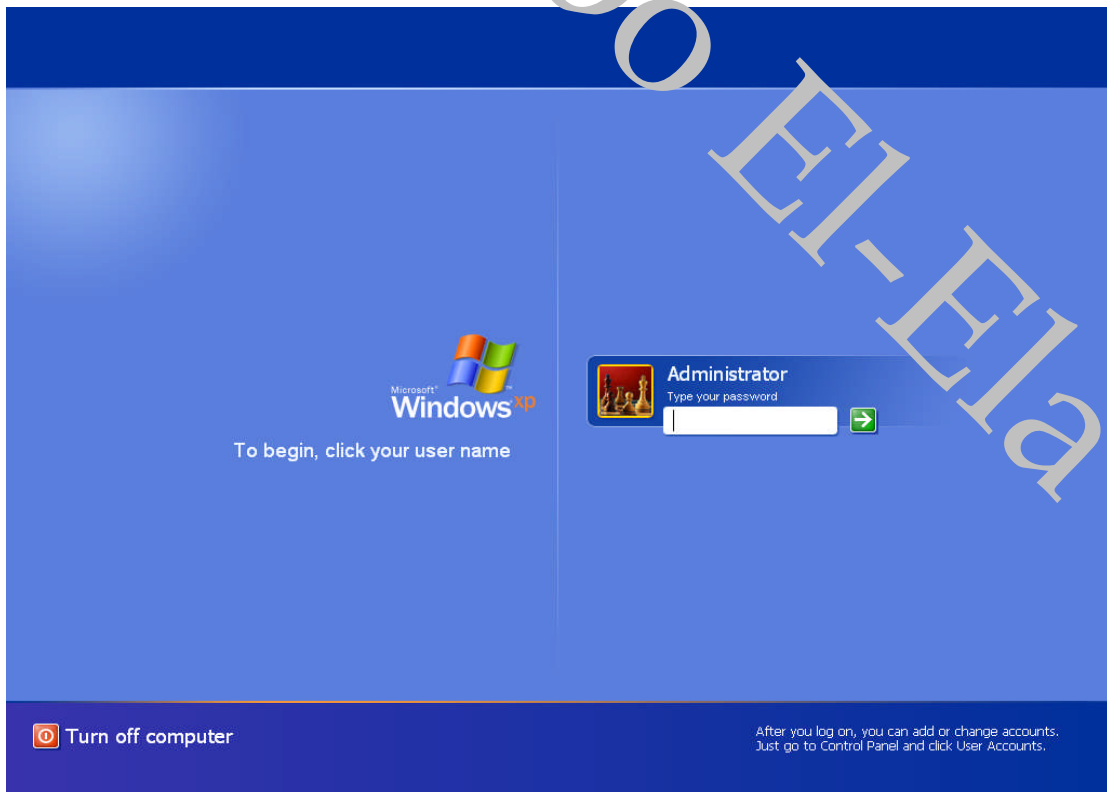 o El-Ela
Microsoft®
Windows xp
To begin, click your user name
Administrator
Type your password
Turn off computer
After you log on, you can add or change accounts.
Just go to Control Panel and click User Accounts.